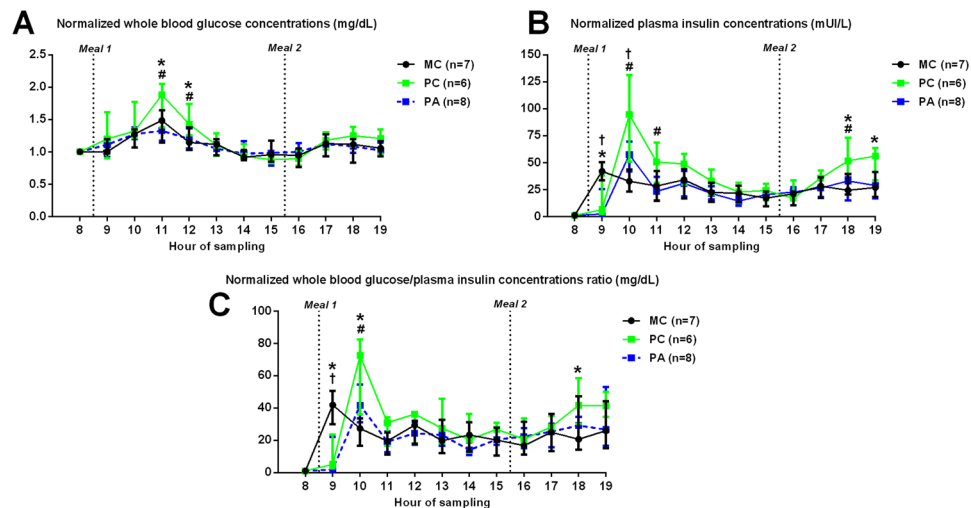 A
Normalized whole blood glucose concentrations (mg/dL)
Meal 1
Meal 2
2.5
2.0
1.5
1.0
0.5
0.0
*
#
*
#
8 9 10 11 12 13 14 15 16 17 18 19
Hour of sampling
MC (n=7)
PC (n=6)
PA (n=8)
B
Normalized plasma insulin concentrations (mUI/L)
Meal 1
Meal 2
150
125
100
75
50
25
0
†
*
†
#
#
*
#
*
8 9 10 11 12 13 14 15 16 17 18 19
Hour of sampling
MC (n=7)
PC (n=6)
PA (n=8)
C
Normalized whole blood glucose/plasma insulin concentrations ratio (mg/dL)
Meal 1
Meal 2
100
80
60
40
20
0
*
†
*
#
*
8 9 10 11 12 13 14 15 16 17 18 19
Hour of sampling
MC (n=7)
PC (n=6)
PA (n=8)